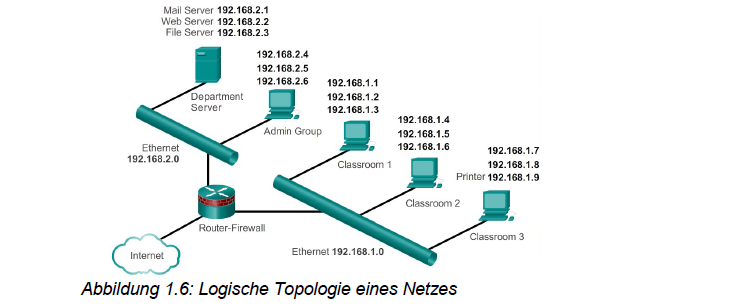 Mail Server 192.168.2.1
Web Server 192.168.2.2
File Server 192.168.2.3
Department
Server
192.168.2.4
192.168.2.5
192.168.2.6
Admin Group
Ethernet
192.168.2.0
192.168.1.1
192.168.1.2
192.168.1.3
Classroom 1
192.168.1.4
192.168.1.5
192.168.1.6
Classroom 2
192.168.1.7
192.168.1.8
Printer 192.168.1.9
Classroom 3
Router-Firewall
Internet
Ethernet 192.168.1.0
Abbildung 1.6: Logische Topologie eines Netzes